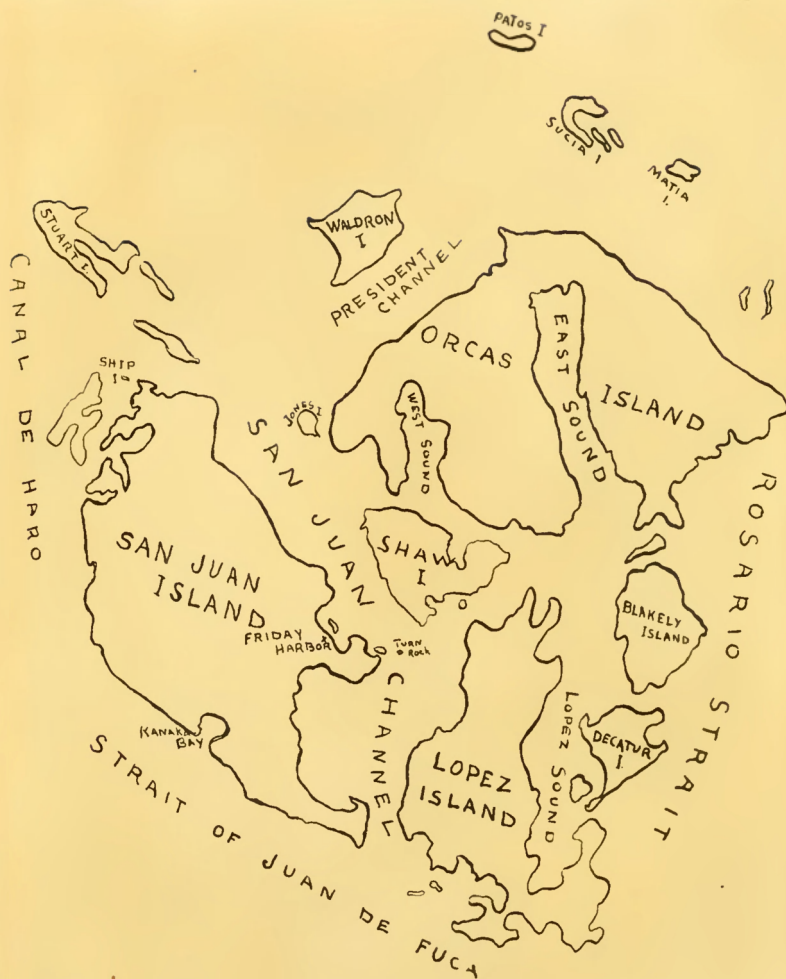 PATOS I
SUCIA I
MATIA
I.
STUART I.
WALDRON
I
PRESIDENT
CHANNEL
CANAL DE HARO
ORCAS
ISLAND
EAST SOUND
SHIP
I
JONES I
WEST SOUND
SAN JUAN
CHANNEL
ROSARIO STRAIT
SAN JUAN
ISLAND
SHAW
I
BLAKELY
ISLAND
FRIDAY
HARBOR
TURN
ROCK
KANAKA
BAY
LOPEZ SOUND
DECATUR
I.
LOPEZ
ISLAND
STRAIT OF JUAN DE FUCA